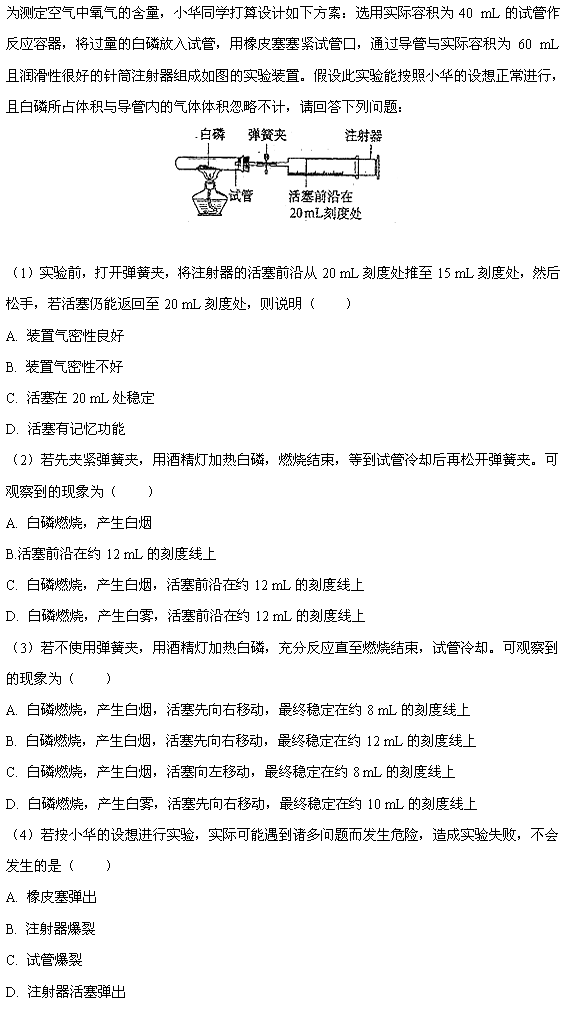 为测定空气中氧气的含量，小华同学打算设计如下方案：选用实际容积为 40 mL 的试管作
反应容器，将过量的白磷放入试管，用橡皮塞塞紧试管口，通过导管与实际容积为 60 mL
且润滑性很好的针筒注射器组成如图的实验装置。假设此实验能按照小华的设想正常进行，
且白磷所占体积与导管内的气体体积忽略不计，请回答下列问题：
白磷 弹簧夹 注射器
试管 活塞前沿在
20 mL刻度处
（1）实验前，打开弹簧夹，将注射器的活塞前沿从 20 mL 刻度处推至 15 mL 刻度处，然后
松手，若活塞仍能返回至 20 mL 刻度处，则说明（　　）
A. 装置气密性良好
B. 装置气密性不好
C. 活塞在 20 mL 处稳定
D. 活塞有记忆功能
（2）若先夹紧弹簧夹，用酒精灯加热白磷，燃烧结束，等到试管冷却后再松开弹簧夹。可
观察到的现象为（　　）
A. 白磷燃烧，产生白烟
B.活塞前沿在约 12 mL 的刻度线上
C. 白磷燃烧，产生白烟，活塞前沿在约 12 mL 的刻度线上
D. 白磷燃烧，产生白雾，活塞前沿在约 12 mL 的刻度线上
（3）若不使用弹簧夹，用酒精灯加热白磷，充分反应直至燃烧结束，试管冷却。可观察到
的现象为（　　）
A. 白磷燃烧，产生白烟，活塞先向右移动，最终稳定在约 8 mL 的刻度线上
B. 白磷燃烧，产生白烟，活塞先向右移动，最终稳定在约 12 mL 的刻度线上
C. 白磷燃烧，产生白烟，活塞向左移动，最终稳定在约 8 mL 的刻度线上
D. 白磷燃烧，产生白雾，活塞先向右移动，最终稳定在约 10 mL 的刻度线上
（4）若按小华的设想进行实验，实际可能遇到诸多问题而发生危险，造成实验失败，不会
发生的是（　　）
A. 橡皮塞弹出
B. 注射器爆裂
C. 试管爆裂
D. 注射器活塞弹出